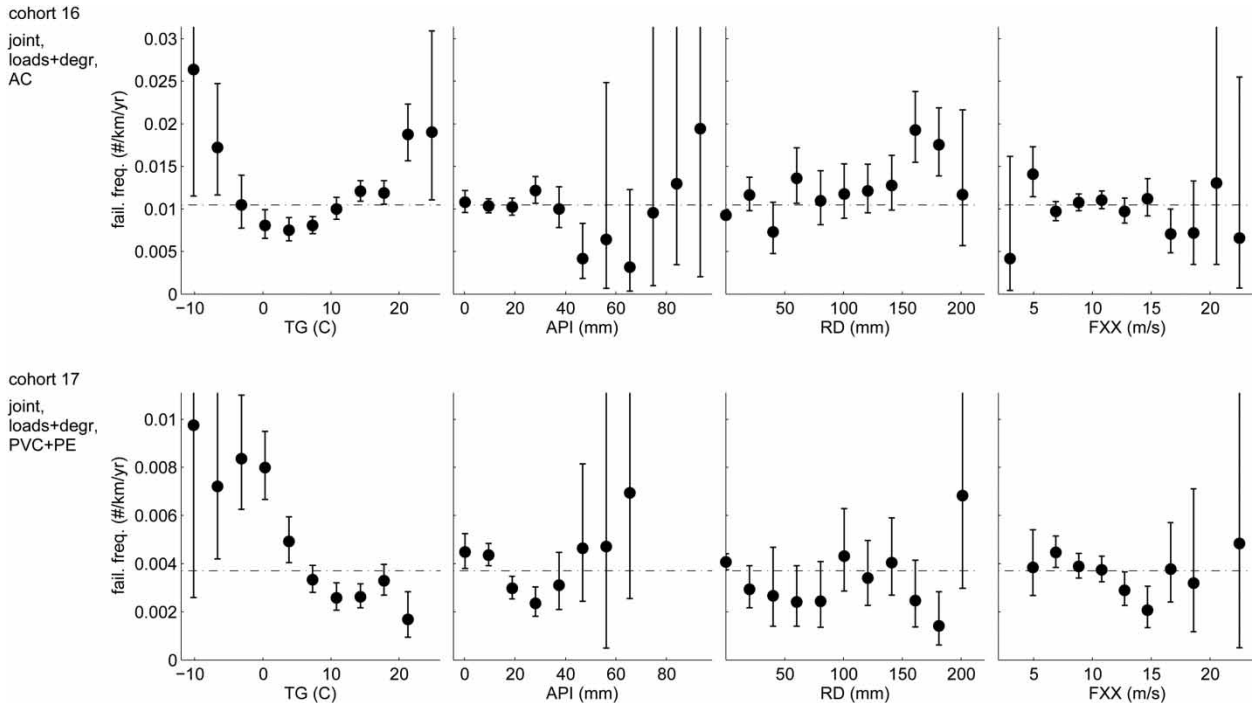 cohort 16
joint,
loads+degr,
AC
fail. freq. (#/km/yr)
0.03
0.025
0.02
0.015
0.01
0.005
0
−10 0 10 20
TG (C)
0 20 40 60 80
API (mm)
50 100 150 200
RD (mm)
5 10 15 20
FXX (m/s)
cohort 17
joint,
loads+degr,
PVC+PE
fail. freq. (#/km/yr)
0.01
0.008
0.006
0.004
0.002
0
−10 0 10 20
TG (C)
0 20 40 60 80
API (mm)
50 100 150 200
RD (mm)
5 10 15 20
FXX (m/s)